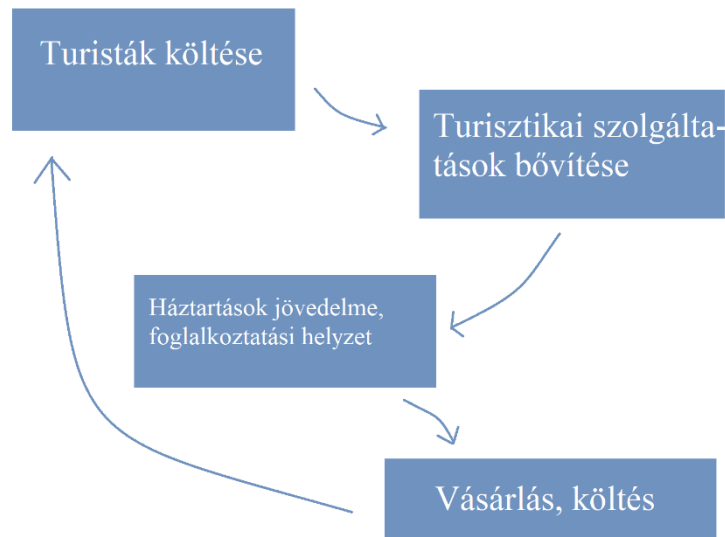 Turisták költése
Turisztikai szolgálta-
tások bővítése
Háztartások jövedelme,
foglalkoztatási helyzet
Vásárlás, költés